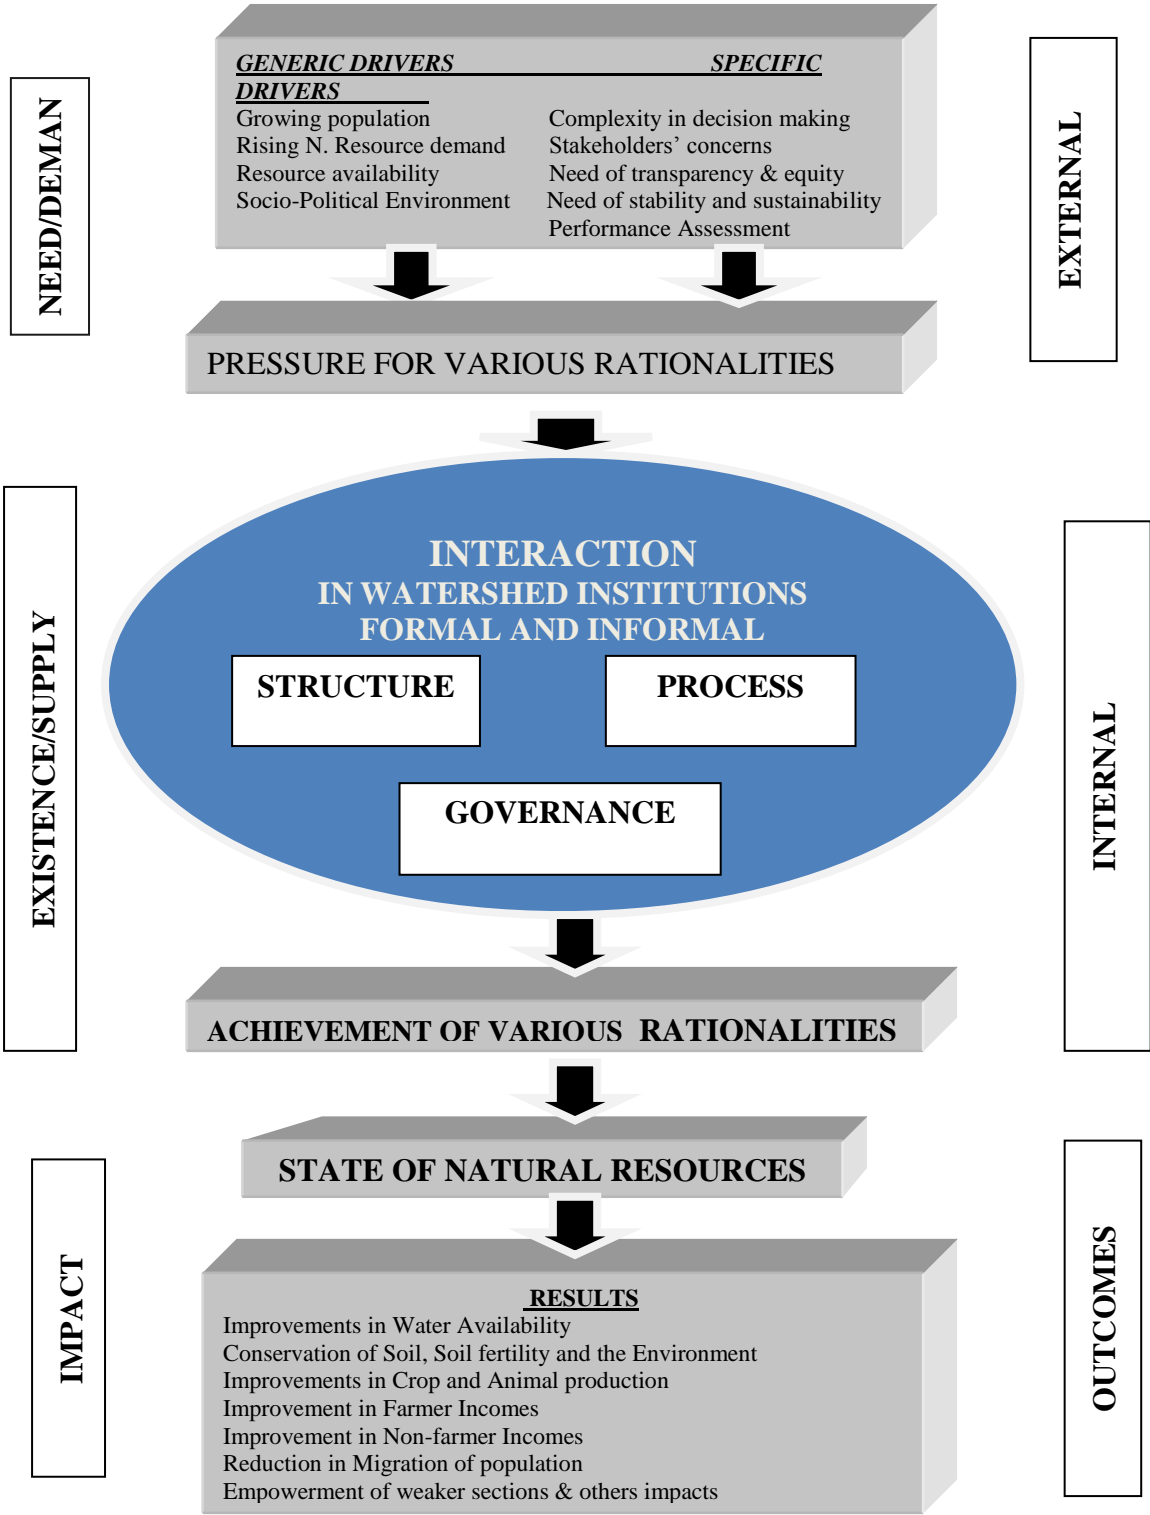 GENERIC DRIVERS SPECIFIC
DRIVERS
Growing population Complexity in decision making
Rising N. Resource demand Stakeholders’ concerns
Resource availability Need of transparency & equity
Socio-Political Environment Need of stability and sustainability
Performance Assessment
NEED/DEMAN
EXTERNAL
PRESSURE FOR VARIOUS RATIONALITIES
INTERACTION
IN WATERSHED INSTITUTIONS
FORMAL AND INFORMAL
STRUCTURE
PROCESS
GOVERNANCE
EXISTENCE/SUPPLY
INTERNAL
ACHIEVEMENT OF VARIOUS RATIONALITIES
STATE OF NATURAL RESOURCES
IMPACT
OUTCOMES
RESULTS
Improvements in Water Availability
Conservation of Soil, Soil fertility and the Environment
Improvements in Crop and Animal production
Improvement in Farmer Incomes
Improvement in Non-farmer Incomes
Reduction in Migration of population
Empowerment of weaker sections & others impacts